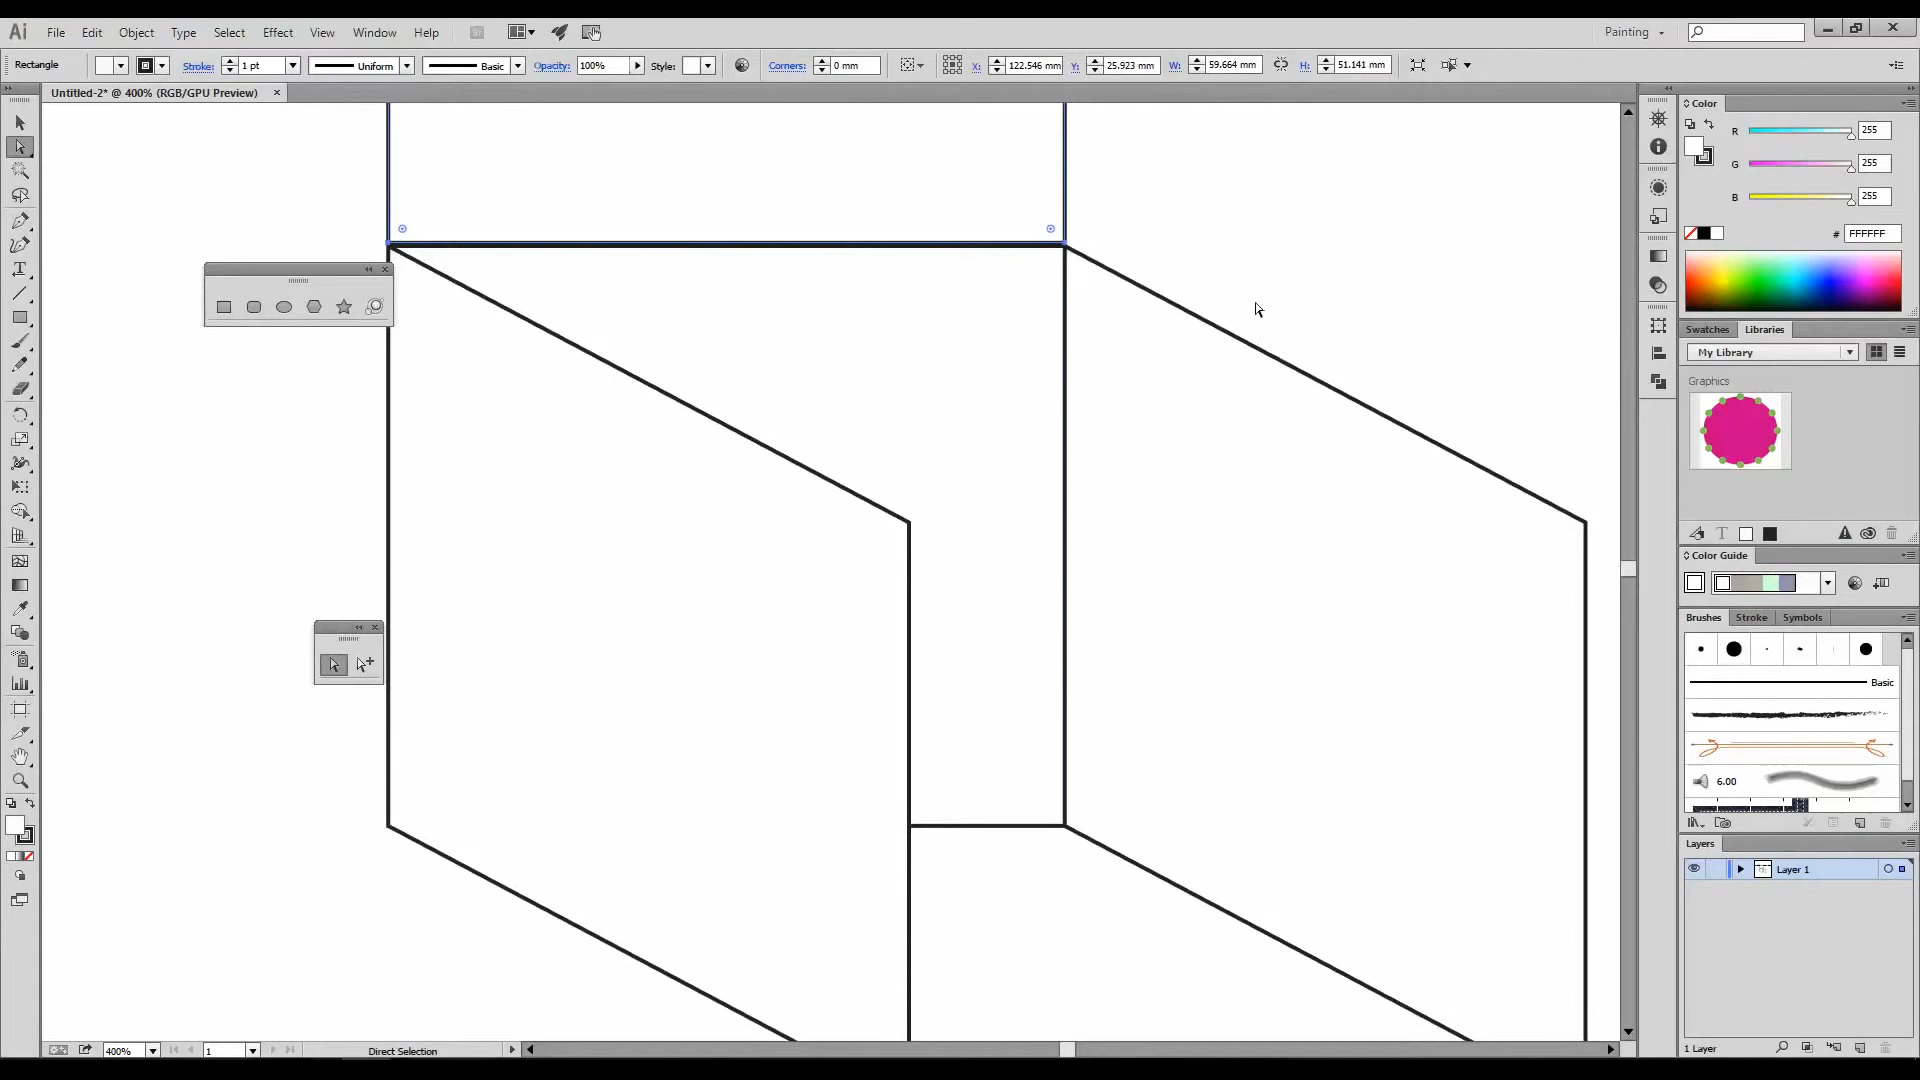 Ai File Edit Object Type Select Effect View Window Help Br Painting
Rectangle Stroke: 1 pt Uniform Basic Opacity: 100% Style: Corners: 0 mm X: 122.546 mm Y: 25.923 mm W: 59.664 mm H: 51.141 mm
Untitled-2* @ 400% (RGB/GPU Preview)
Color
R 255
G 255
B 255
# FFFFFF
Swatches Libraries
My Library
Graphics
Color Guide
Brushes Stroke Symbols
Basic
6.00
Layers
Layer 1
1 Layer
400% 1 Direct Selection